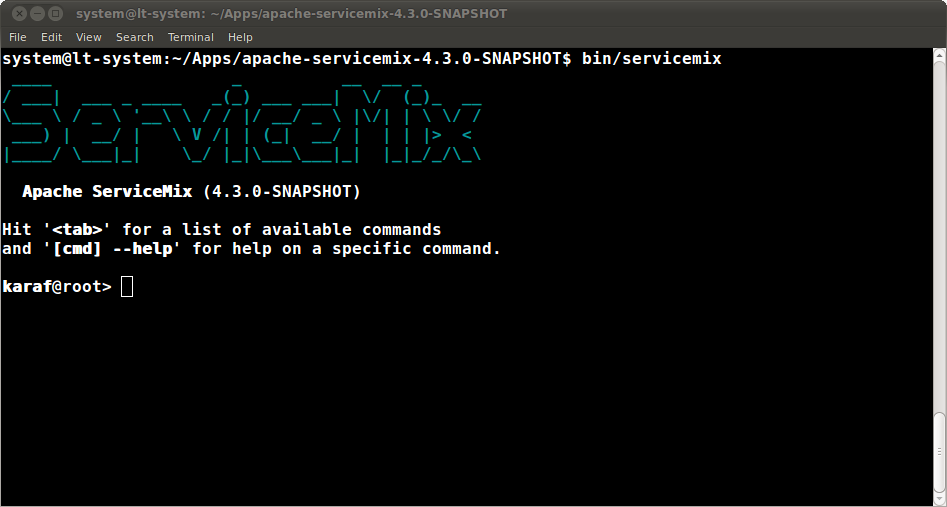 system@lt-system: ~/Apps/apache-servicemix-4.3.0-SNAPSHOT
File Edit View Search Terminal Help
system@lt-system:~/Apps/apache-servicemix-4.3.0-SNAPSHOT$ bin/servicemix
ServiceMix
Apache ServiceMix (4.3.0-SNAPSHOT)
Hit '<tab>' for a list of available commands
and '[cmd] --help' for help on a specific command.
karaf@root>